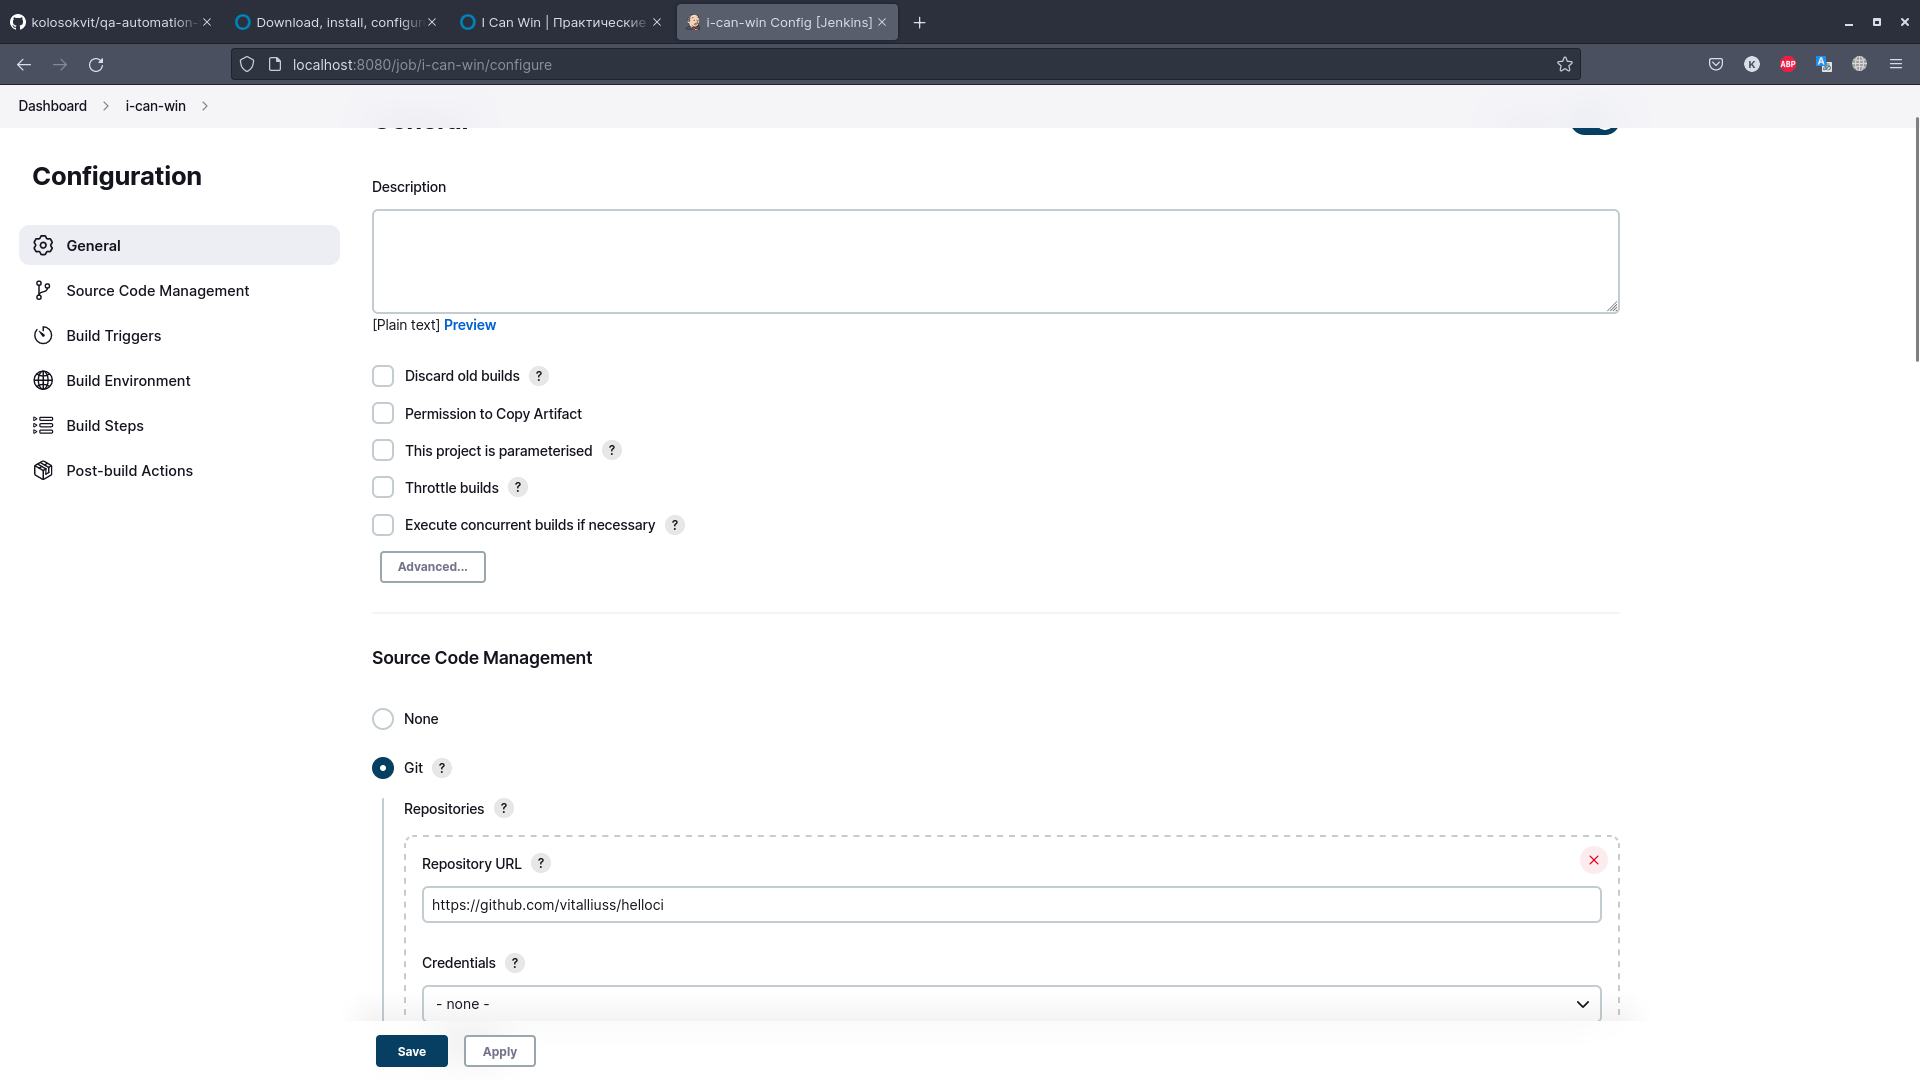 kolosokvit/qa-automation-
Download, install, configur
I Can Win | Практические
i-can-win Config [Jenkins]
localhost:8080/job/i-can-win/configure
K
ABP
Dashboard
i-can-win
General
Configuration
General
Source Code Management
Build Triggers
Build Environment
Build Steps
Post-build Actions
Description
[Plain text] Preview
Discard old builds ?
Permission to Copy Artifact
This project is parameterised ?
Throttle builds ?
Execute concurrent builds if necessary ?
Advanced...
Source Code Management
None
Git ?
Repositories ?
Repository URL ?
https://github.com/vitalliuss/helloci
Credentials ?
- none -
Save
Apply